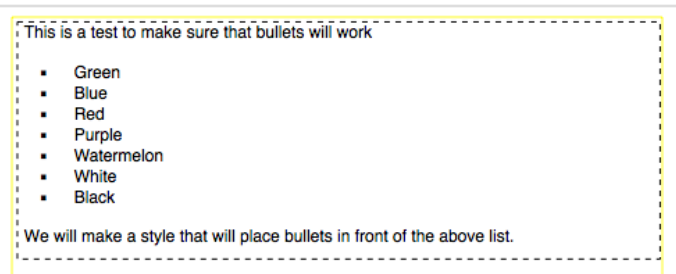 This is a test to make sure that bullets will work
▪ Green
▪ Blue
▪ Red
▪ Purple
▪ Watermelon
▪ White
▪ Black
We will make a style that will place bullets in front of the above list.